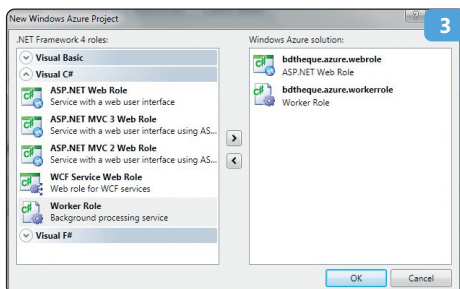 New Windows Azure Project
3
.NET Framework 4 roles:
Visual Basic
Visual C#
ASP.NET Web Role
Service with a web user interface
ASP.NET MVC 3 Web Role
Service with a web user interface using AS...
ASP.NET MVC 2 Web Role
Service with a web user interface using AS...
WCF Service Web Role
Web role for WCF services
Worker Role
Background processing service
Visual F#
>
<
Windows Azure solution:
bdtheque.azure.webrole
ASP.NET Web Role
bdtheque.azure.workerrole
Worker Role
OK
Cancel